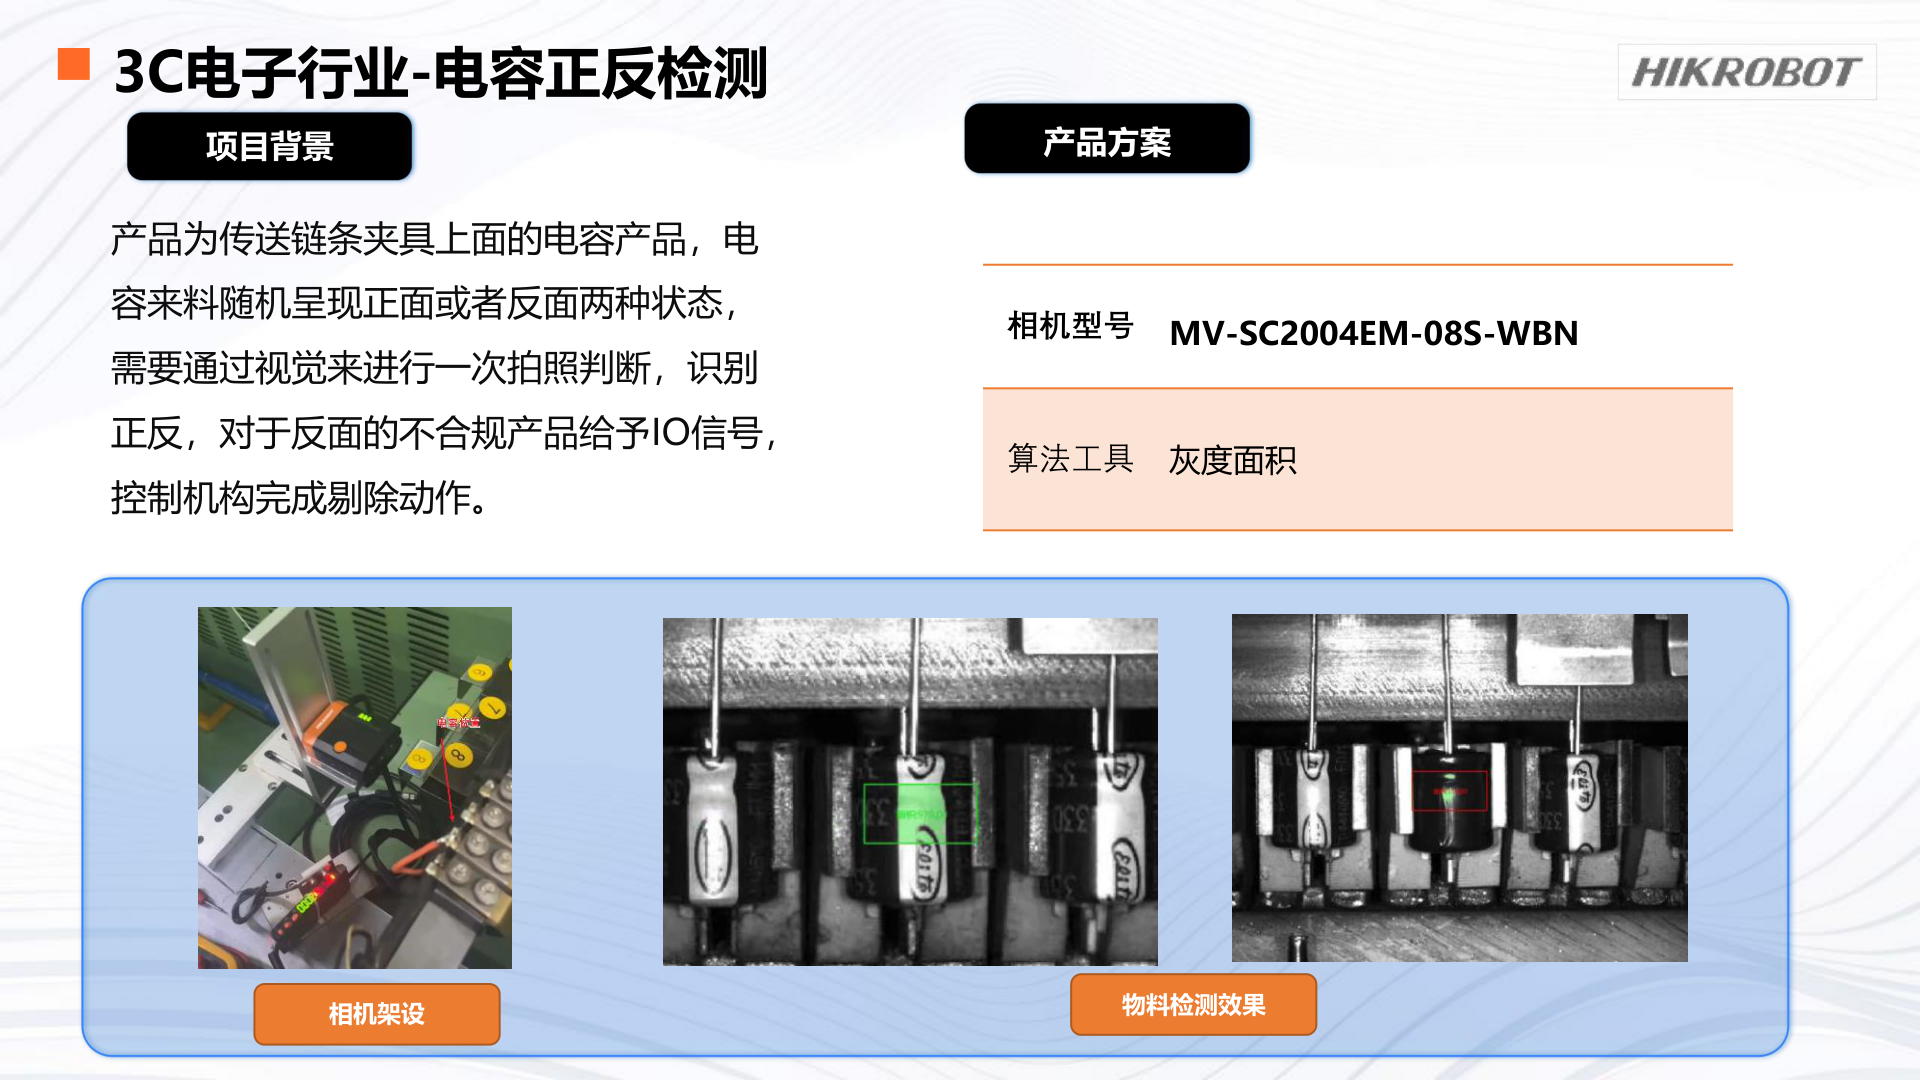 3C电子行业-电容正反检测
HIKROBOT
项目背景
产品为传送链条夹具上面的电容产品，电
容来料随机呈现正面或者反面两种状态，
需要通过视觉来进行一次拍照判断，识别
正反，对于反面的不合规产品给予IO信号，
控制机构完成剔除动作。
产品方案
相机型号 MV-SC2004EM-08S-WBN
算法工具 灰度面积
电容位置
相机架设
物料检测效果